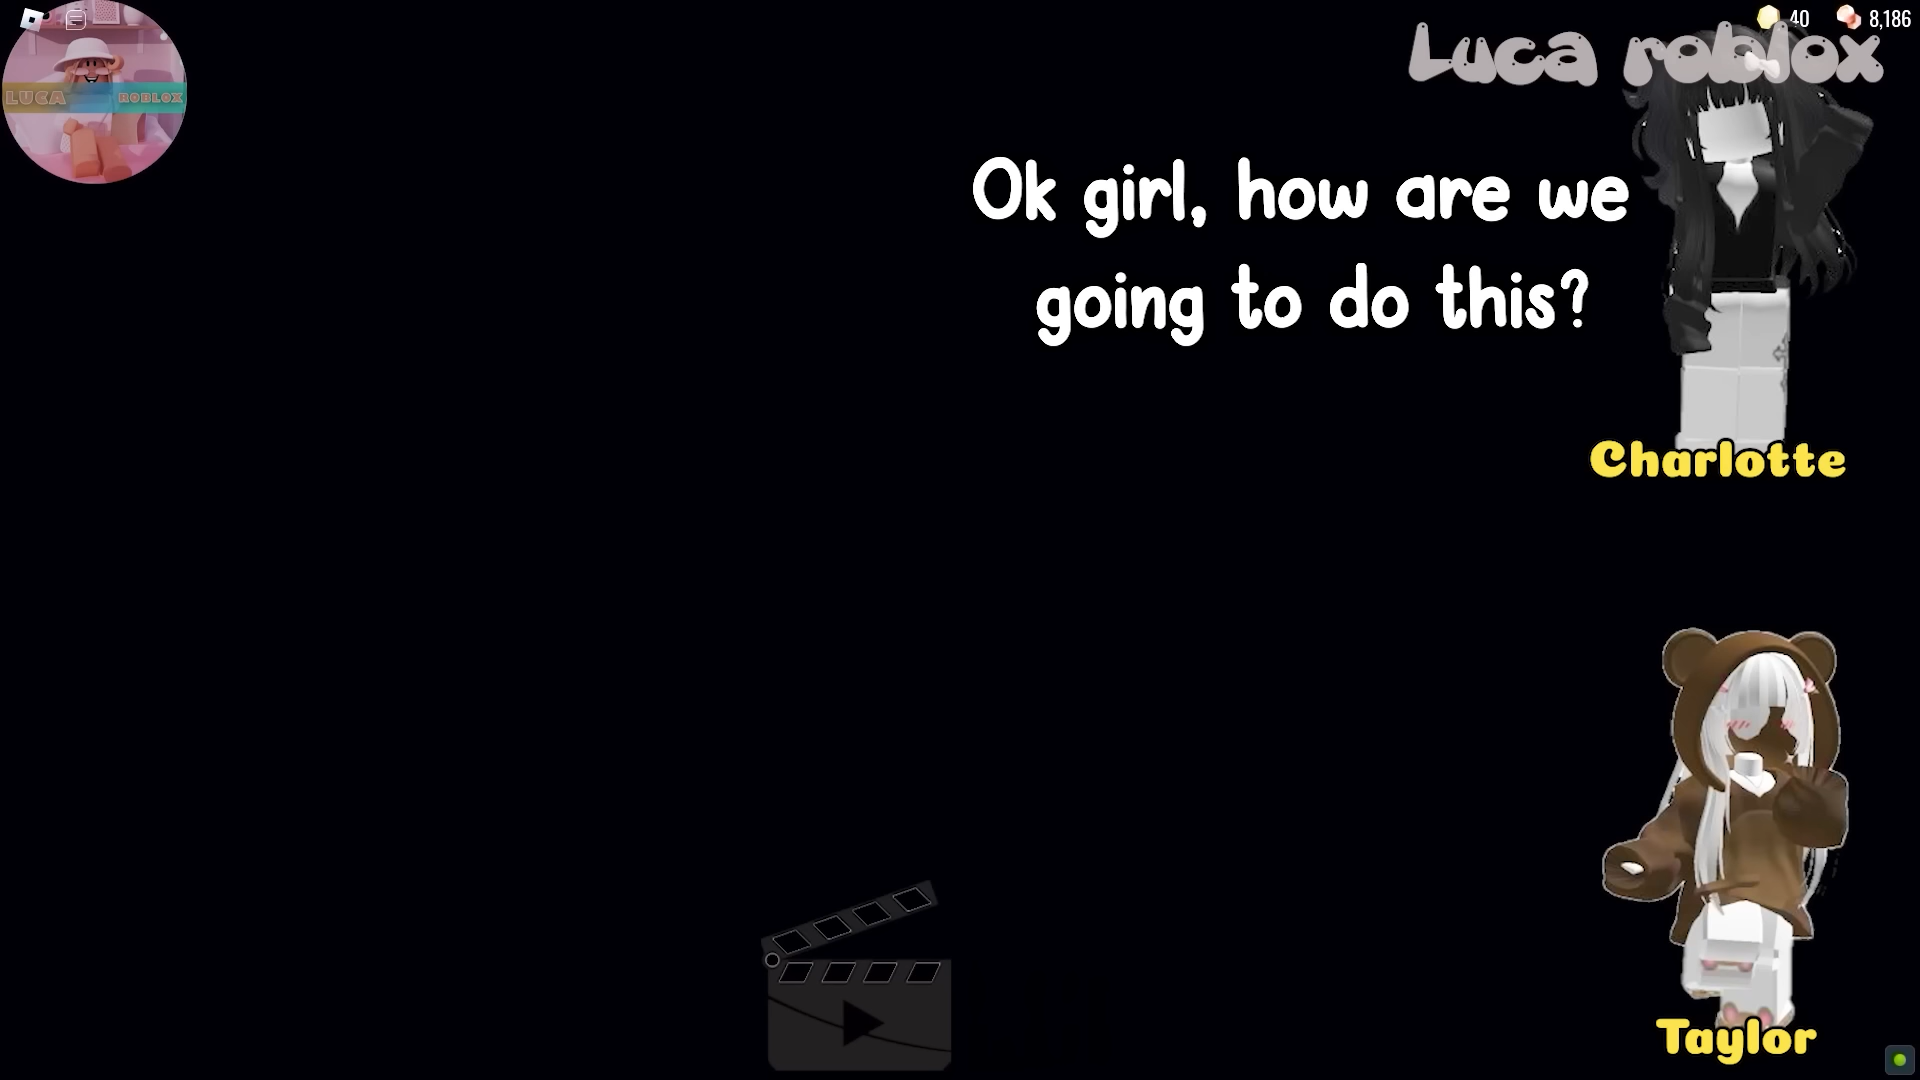 40 8,186
Luca roblox
LUCA ROBLOX
Ok girl, how are we
going to do this?
Charlotte
Taylor